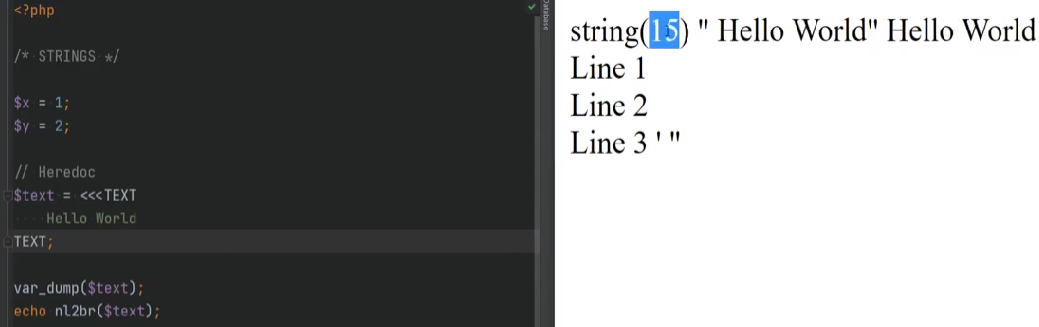 <?php
/* STRINGS */
$x = 1;
$y = 2;
// Heredoc
$text = <<<TEXT
    Hello World
TEXT;
var_dump($text);
echo nl2br($text);
Database
string(15) " Hello World" Hello World
Line 1
Line 2
Line 3 ' "